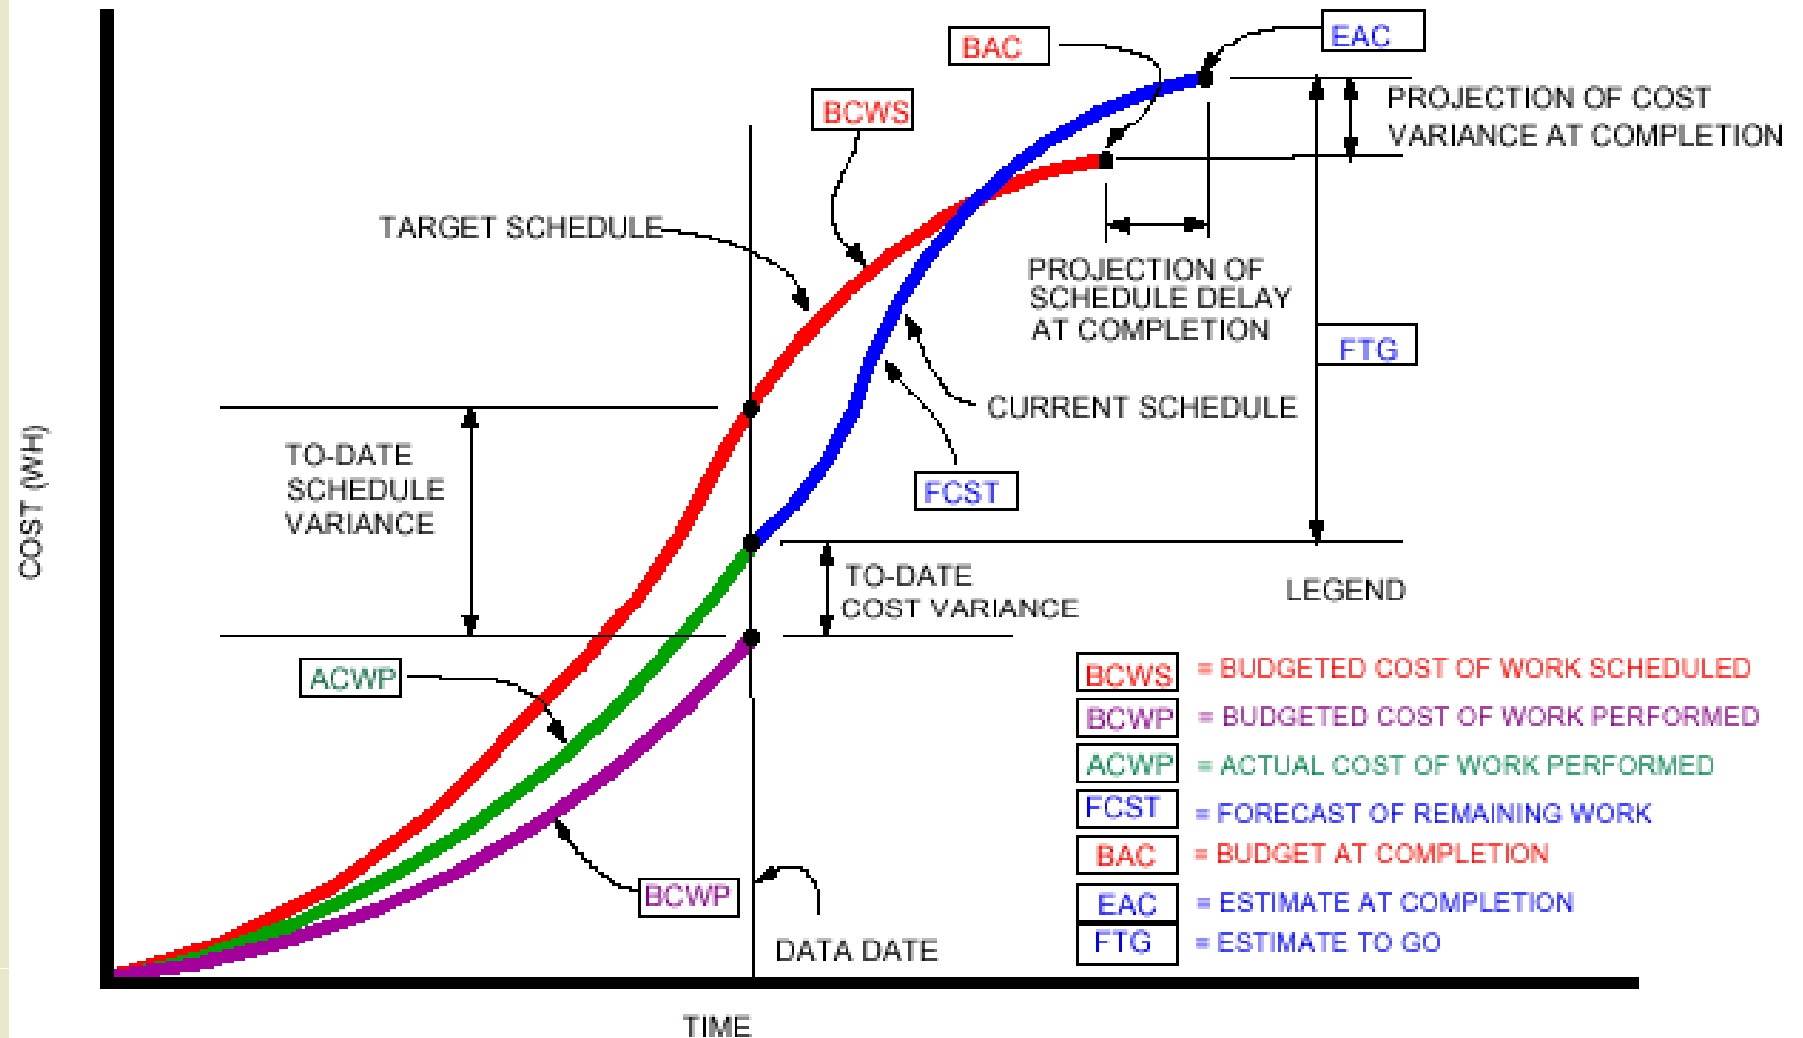 EAC
BAC
PROJECTION OF COST
VARIANCE AT COMPLETION
BCWS
TARGET SCHEDULE
PROJECTION OF
SCHEDULE DELAY
AT COMPLETION
FTG
CURRENT SCHEDULE
TO-DATE
SCHEDULE
VARIANCE
FCST
COST (WH)
TO-DATE
COST VARIANCE
LEGEND
ACWP
BCWS = BUDGETED COST OF WORK SCHEDULED
BCWP = BUDGETED COST OF WORK PERFORMED
ACWP = ACTUAL COST OF WORK PERFORMED
FCST = FORECAST OF REMAINING WORK
BAC = BUDGET AT COMPLETION
EAC = ESTIMATE AT COMPLETION
FTG = ESTIMATE TO GO
BCWP
DATA DATE
TIME